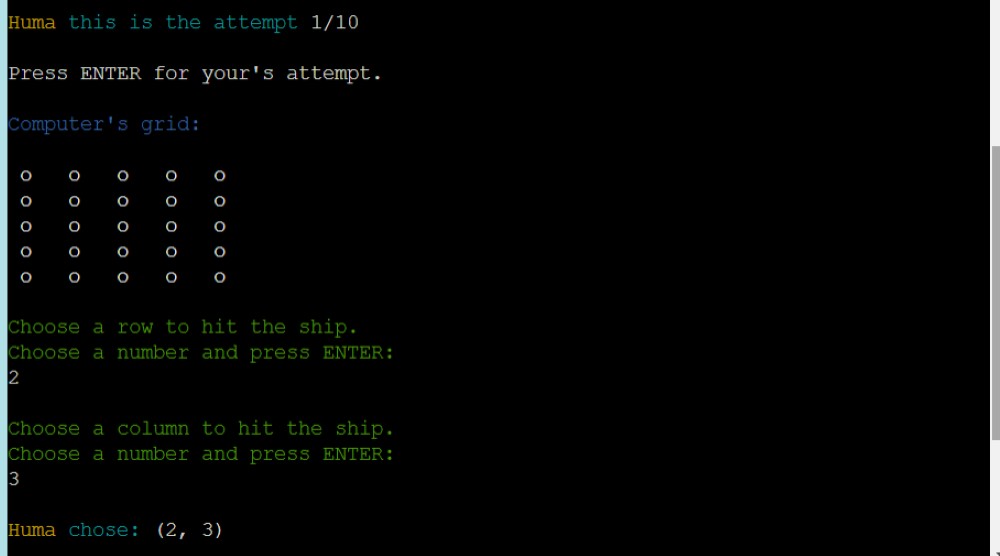 Huma this is the attempt 1/10
Press ENTER for your's attempt.
Computer's grid:
o o o o o
o o o o o
o o o o o
o o o o o
o o o o o
Choose a row to hit the ship.
Choose a number and press ENTER:
2
Choose a column to hit the ship.
Choose a number and press ENTER:
3
Huma chose: (2, 3)